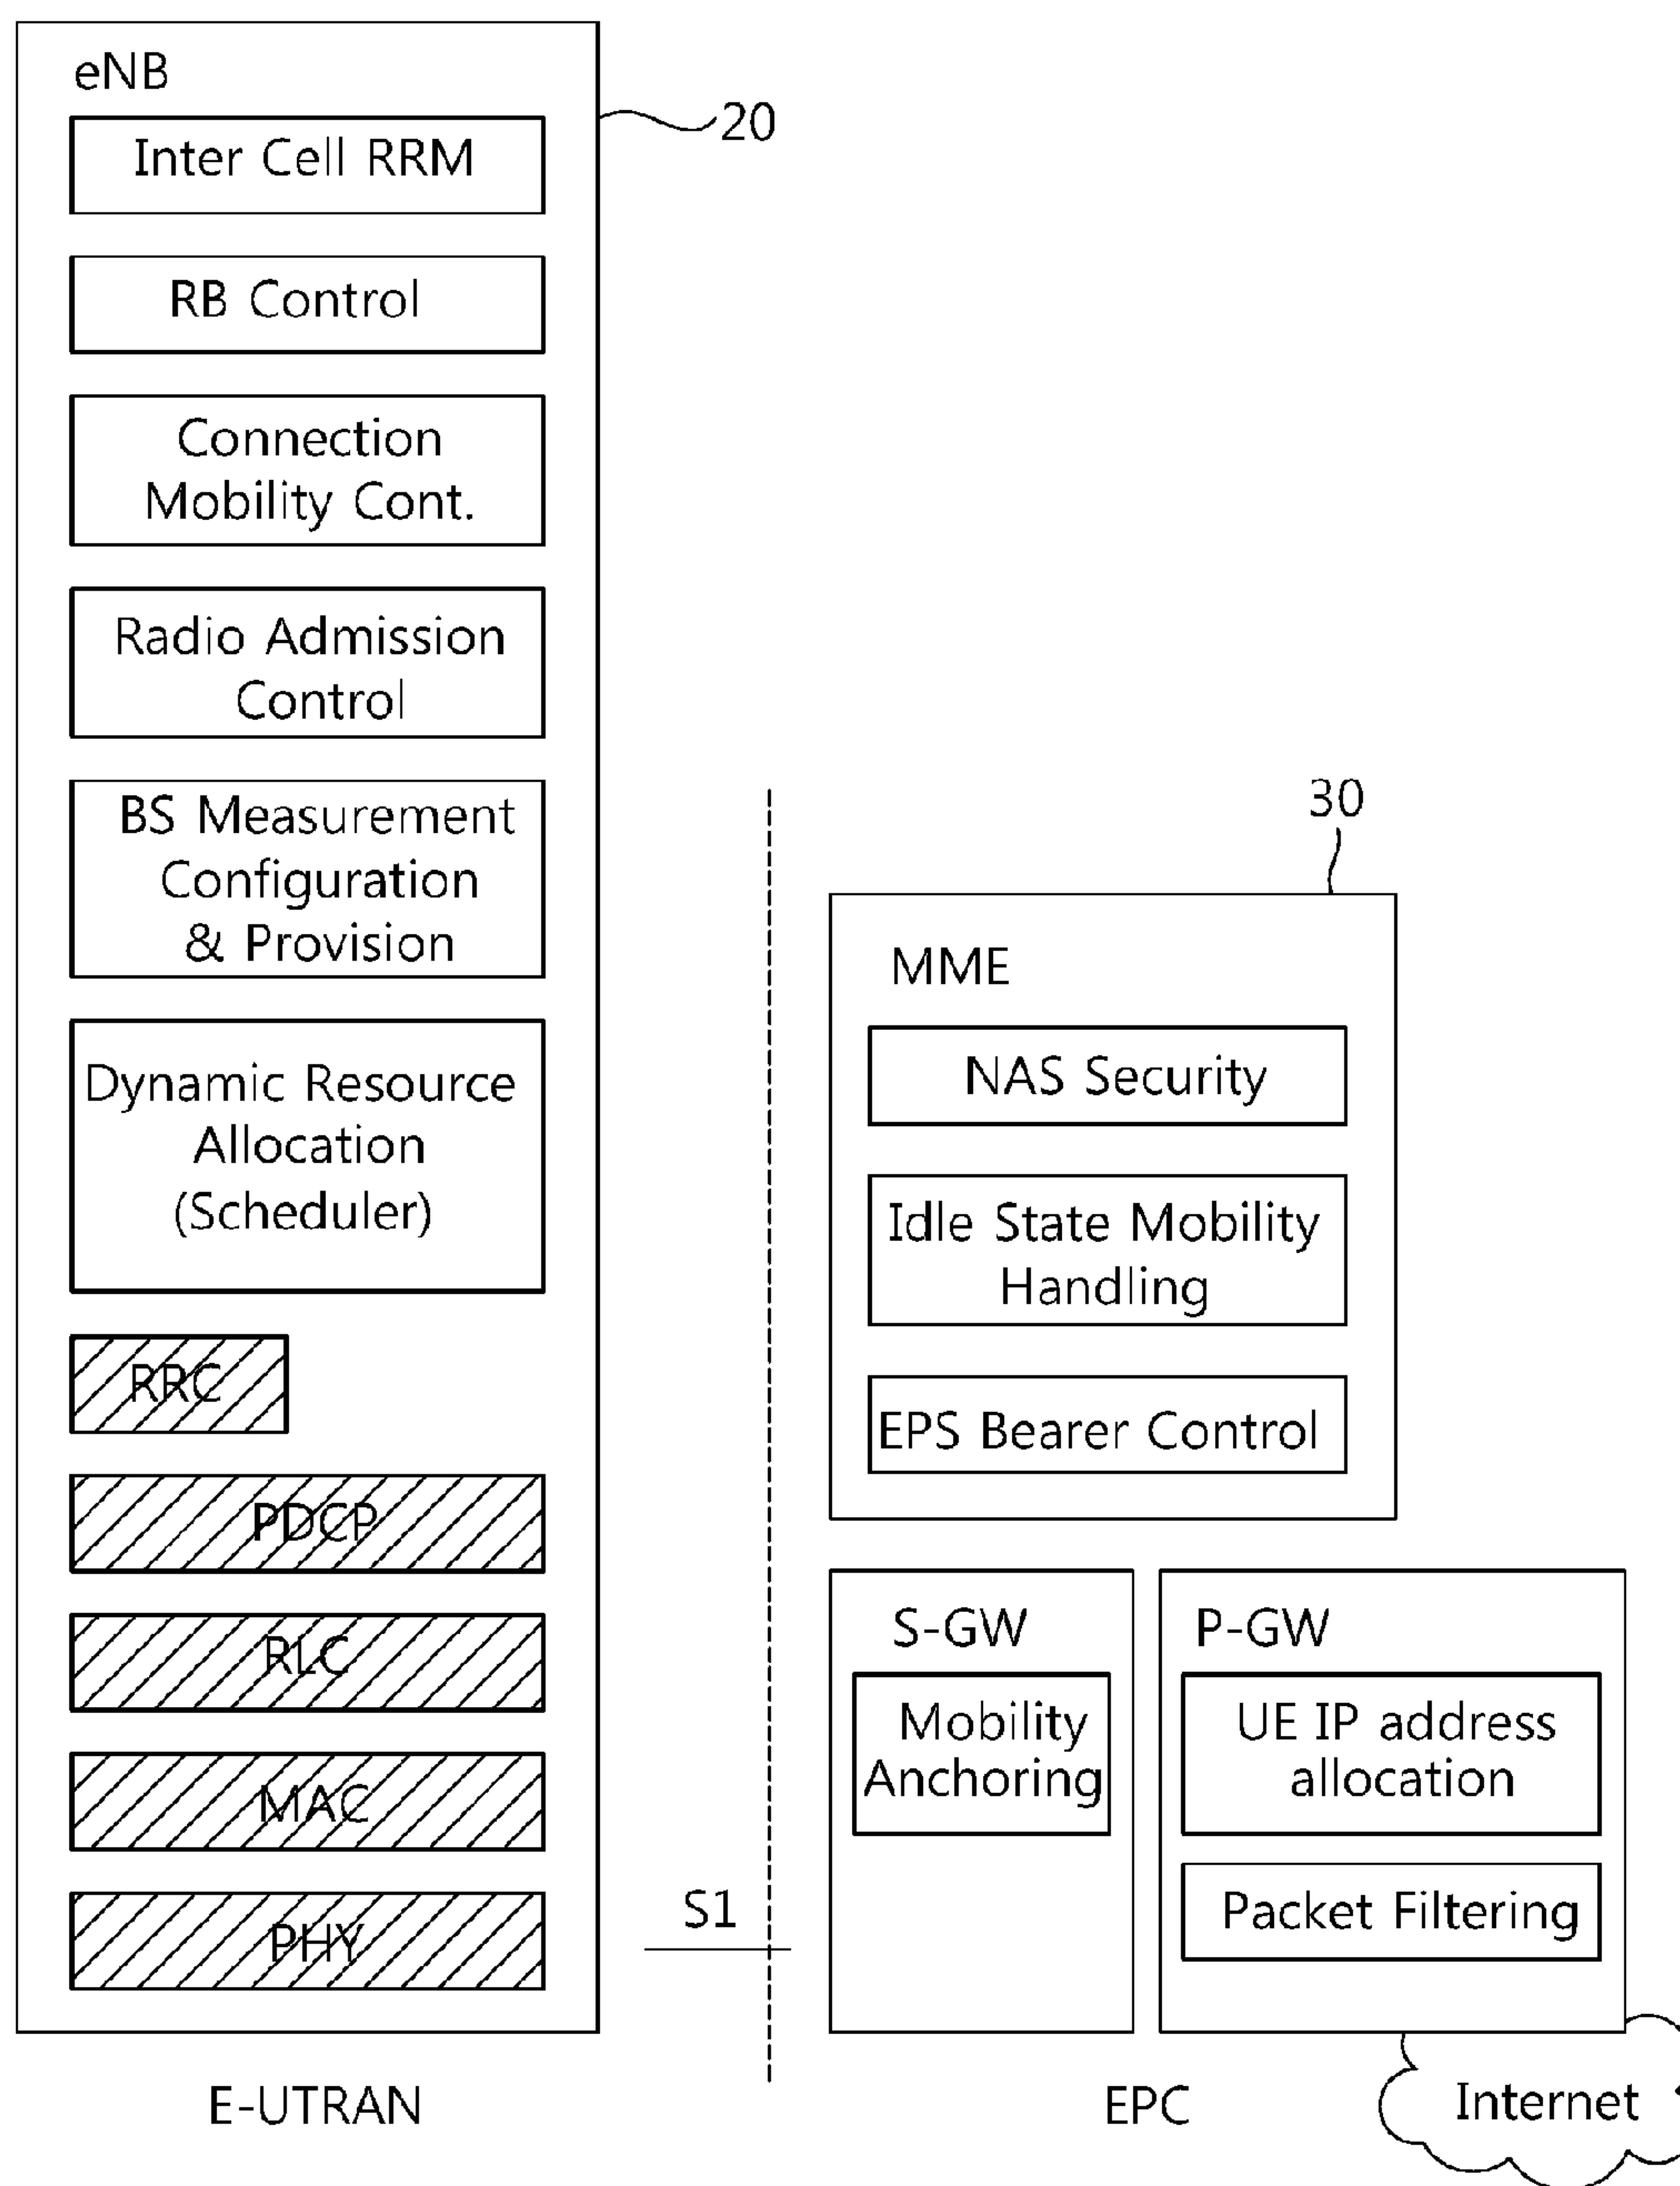 eNB
20
Inter Cell RRM
RB Control
Connection
Mobility Cont.
Radio Admission
Control
BS Measurement
Configuration
& Provision
Dynamic Resource
Allocation
(Scheduler)
RRC
PDCP
RLC
MAC
PHY
E-UTRAN
S1
30
MME
NAS Security
Idle State Mobility
Handling
EPS Bearer Control
S-GW
Mobility
Anchoring
P-GW
UE IP address
allocation
Packet Filtering
EPC
Internet